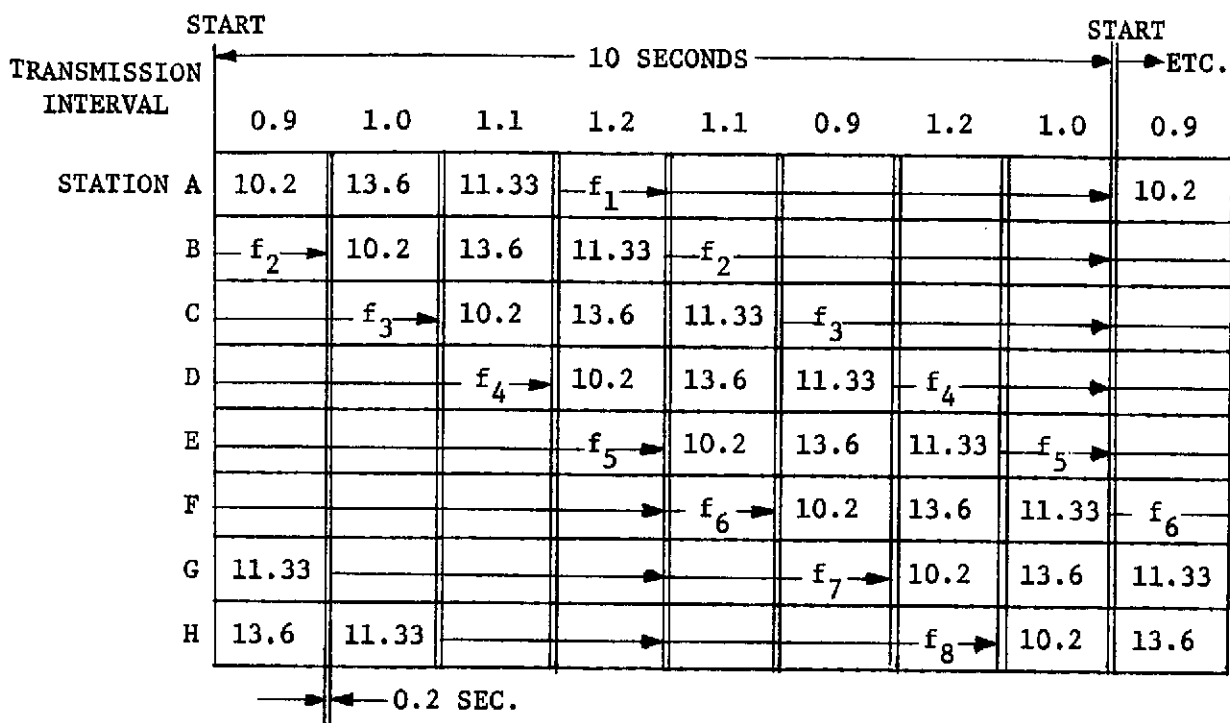 START START
10 SECONDS ETC.
TRANSMISSION
INTERVAL
0.9 1.0 1.1 1.2 1.1 0.9 1.2 1.0 0.9
STATION A 10.2 13.6 11.33 f1 10.2
B f2 10.2 13.6 11.33 f2
C f3 10.2 13.6 11.33 f3
D f4 10.2 13.6 11.33 f4
E f5 10.2 13.6 11.33 f5
F f6 10.2 13.6 11.33 f6
G 11.33 f7 10.2 13.6 11.33
H 13.6 11.33 f8 10.2 13.6
0.2 SEC.